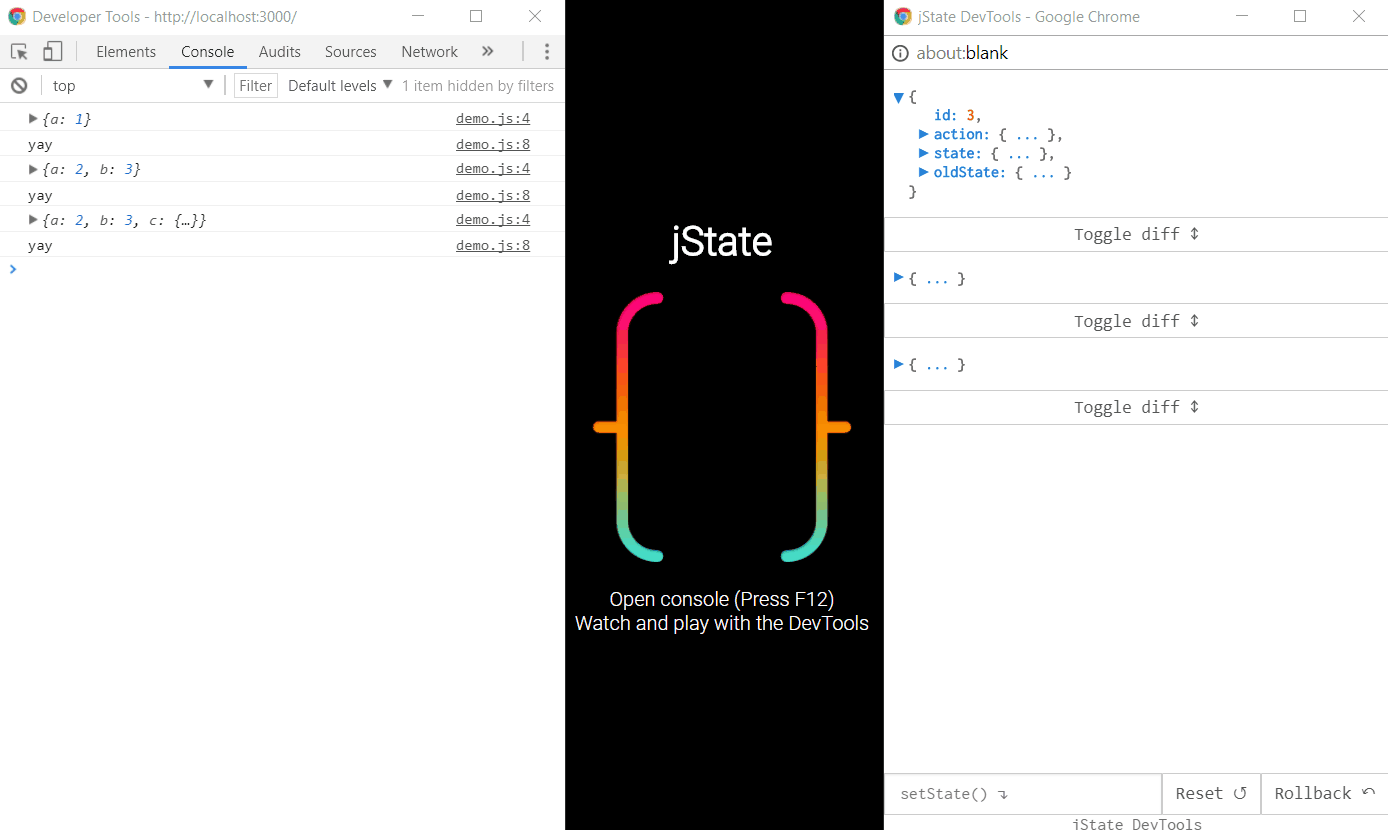 Developer Tools - http://localhost:3000/
Elements Console Audits Sources Network »
top ▼ Filter Default levels ▼ 1 item hidden by filters
▶{a: 1} demo.js:4
yay demo.js:8
▶{a: 2, b: 3} demo.js:4
yay demo.js:8
▶{a: 2, b: 3, c: {…}} demo.js:4
yay demo.js:8
>
jState
Open console (Press F12)
Watch and play with the DevTools
jState DevTools - Google Chrome
about:blank
▼{
id: 3,
▶action: { ... },
▶state: { ... },
▶oldState: { ... }
}
Toggle diff ↕
▶{ ... }
Toggle diff ↕
▶{ ... }
Toggle diff ↕
setState() ↴ Reset ↺ Rollback ↶
jState DevTools